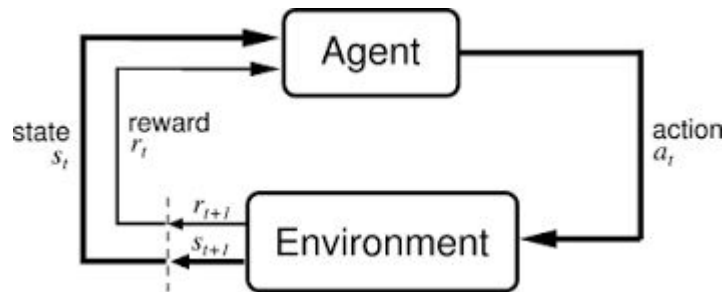 Agent
state
s_t
reward
r_t
action
a_t
r_{t+1}
s_{t+1}
Environment